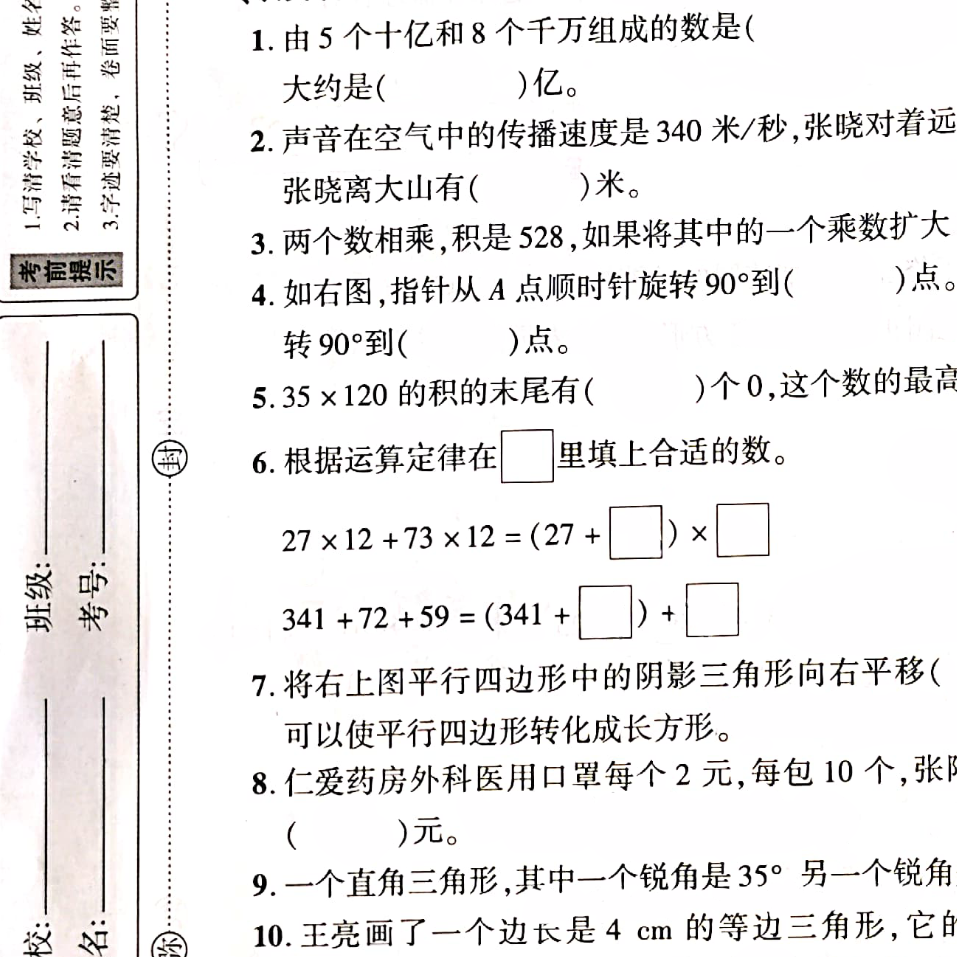 1.写清学校、班级、姓名
2.请看清题意后再作答。
3.字迹要清楚，卷面要整
考前提示
班级:
考号:
校:
名:
封
弥
1. 由 5 个十亿和 8 个千万组成的数是(
大约是(　　)亿。
2. 声音在空气中的传播速度是 340 米/秒,张晓对着远
张晓离大山有(　　)米。
3. 两个数相乘,积是 528,如果将其中的一个乘数扩大
4. 如右图,指针从 A 点顺时针旋转 90°到(　　)点。
转 90°到(　　)点。
5. 35 × 120 的积的末尾有(　　)个 0,这个数的最高
6. 根据运算定律在□里填上合适的数。
27 × 12 + 73 × 12 = (27 + □) × □
341 + 72 + 59 = (341 + □) + □
7. 将右上图平行四边形中的阴影三角形向右平移(
可以使平行四边形转化成长方形。
8. 仁爱药房外科医用口罩每个 2 元,每包 10 个,张
(　　)元。
9. 一个直角三角形,其中一个锐角是 35° 另一个锐角
10. 王亮画了一个边长是 4 cm 的等边三角形,它的